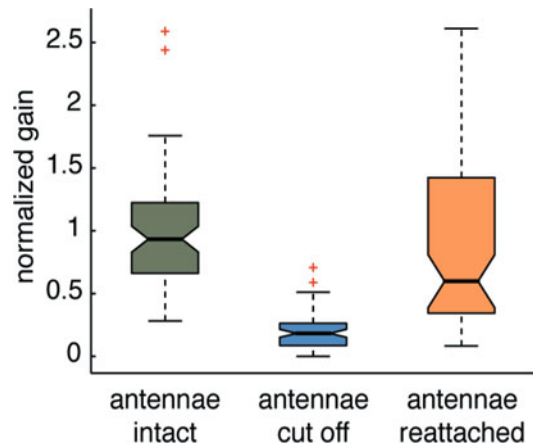 2.5
2
1.5
1
0.5
0
normalized gain
antennae intact
antennae cut off
antennae reattached